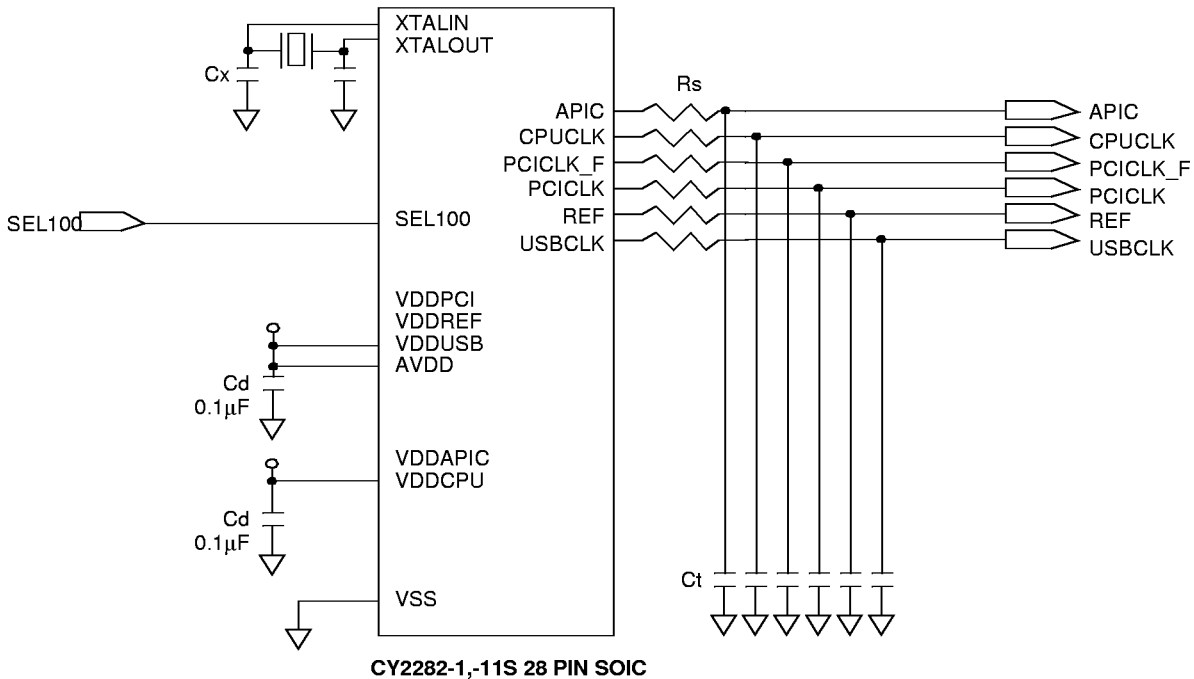 XTALIN
XTALOUT
Cx
Rs
APIC
CPUCLK
PCICLK_F
PCICLK
REF
USBCLK
APIC
CPUCLK
PCICLK_F
PCICLK
REF
USBCLK
SEL100
SEL100
VDDPCI
VDDREF
VDDUSB
AVDD
Cd
0.1µF
VDDAPIC
VDDCPU
Cd
0.1µF
Ct
VSS
CY2282-1,-11S 28 PIN SOIC